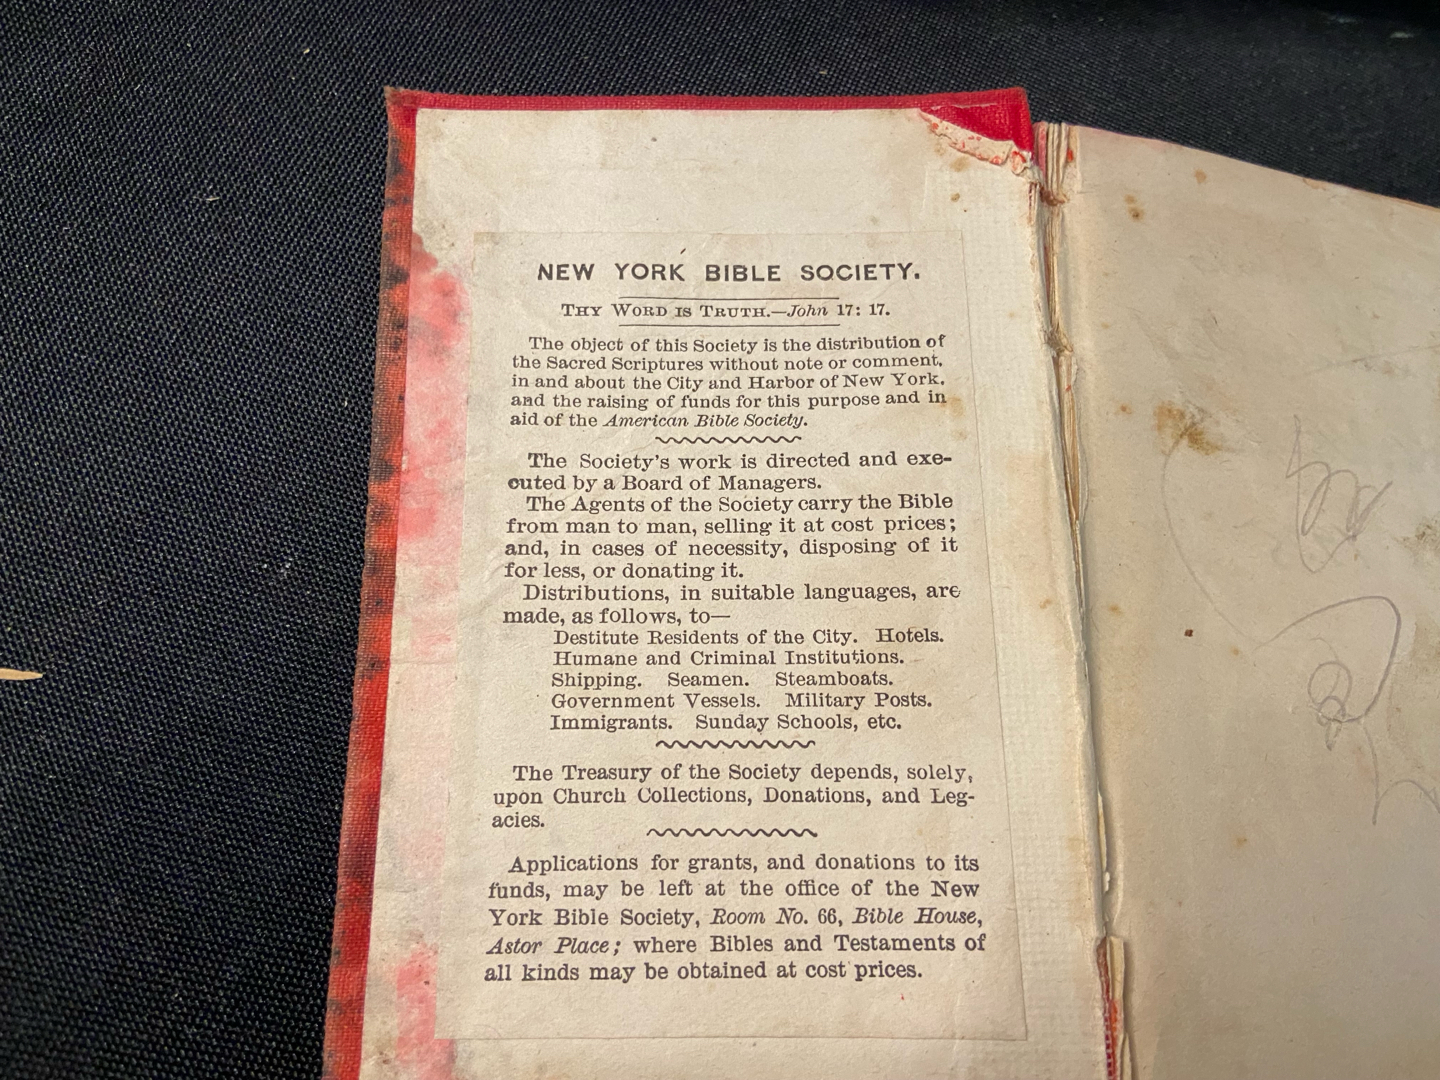 NEW YORK BIBLE SOCIETY.
THY WORD IS TRUTH.—John 17: 17.
The object of this Society is the distribution of
the Sacred Scriptures without note or comment,
in and about the City and Harbor of New York,
and the raising of funds for this purpose and in
aid of the American Bible Society.
The Society's work is directed and exe-
cuted by a Board of Managers.
The Agents of the Society carry the Bible
from man to man, selling it at cost prices;
and, in cases of necessity, disposing of it
for less, or donating it.
Distributions, in suitable languages, are
made, as follows, to—
Destitute Residents of the City. Hotels.
Humane and Criminal Institutions.
Shipping. Seamen. Steamboats.
Government Vessels. Military Posts.
Immigrants. Sunday Schools, etc.
The Treasury of the Society depends, solely,
upon Church Collections, Donations, and Leg-
acies.
Applications for grants, and donations to its
funds, may be left at the office of the New
York Bible Society, Room No. 66, Bible House,
Astor Place; where Bibles and Testaments of
all kinds may be obtained at cost prices.